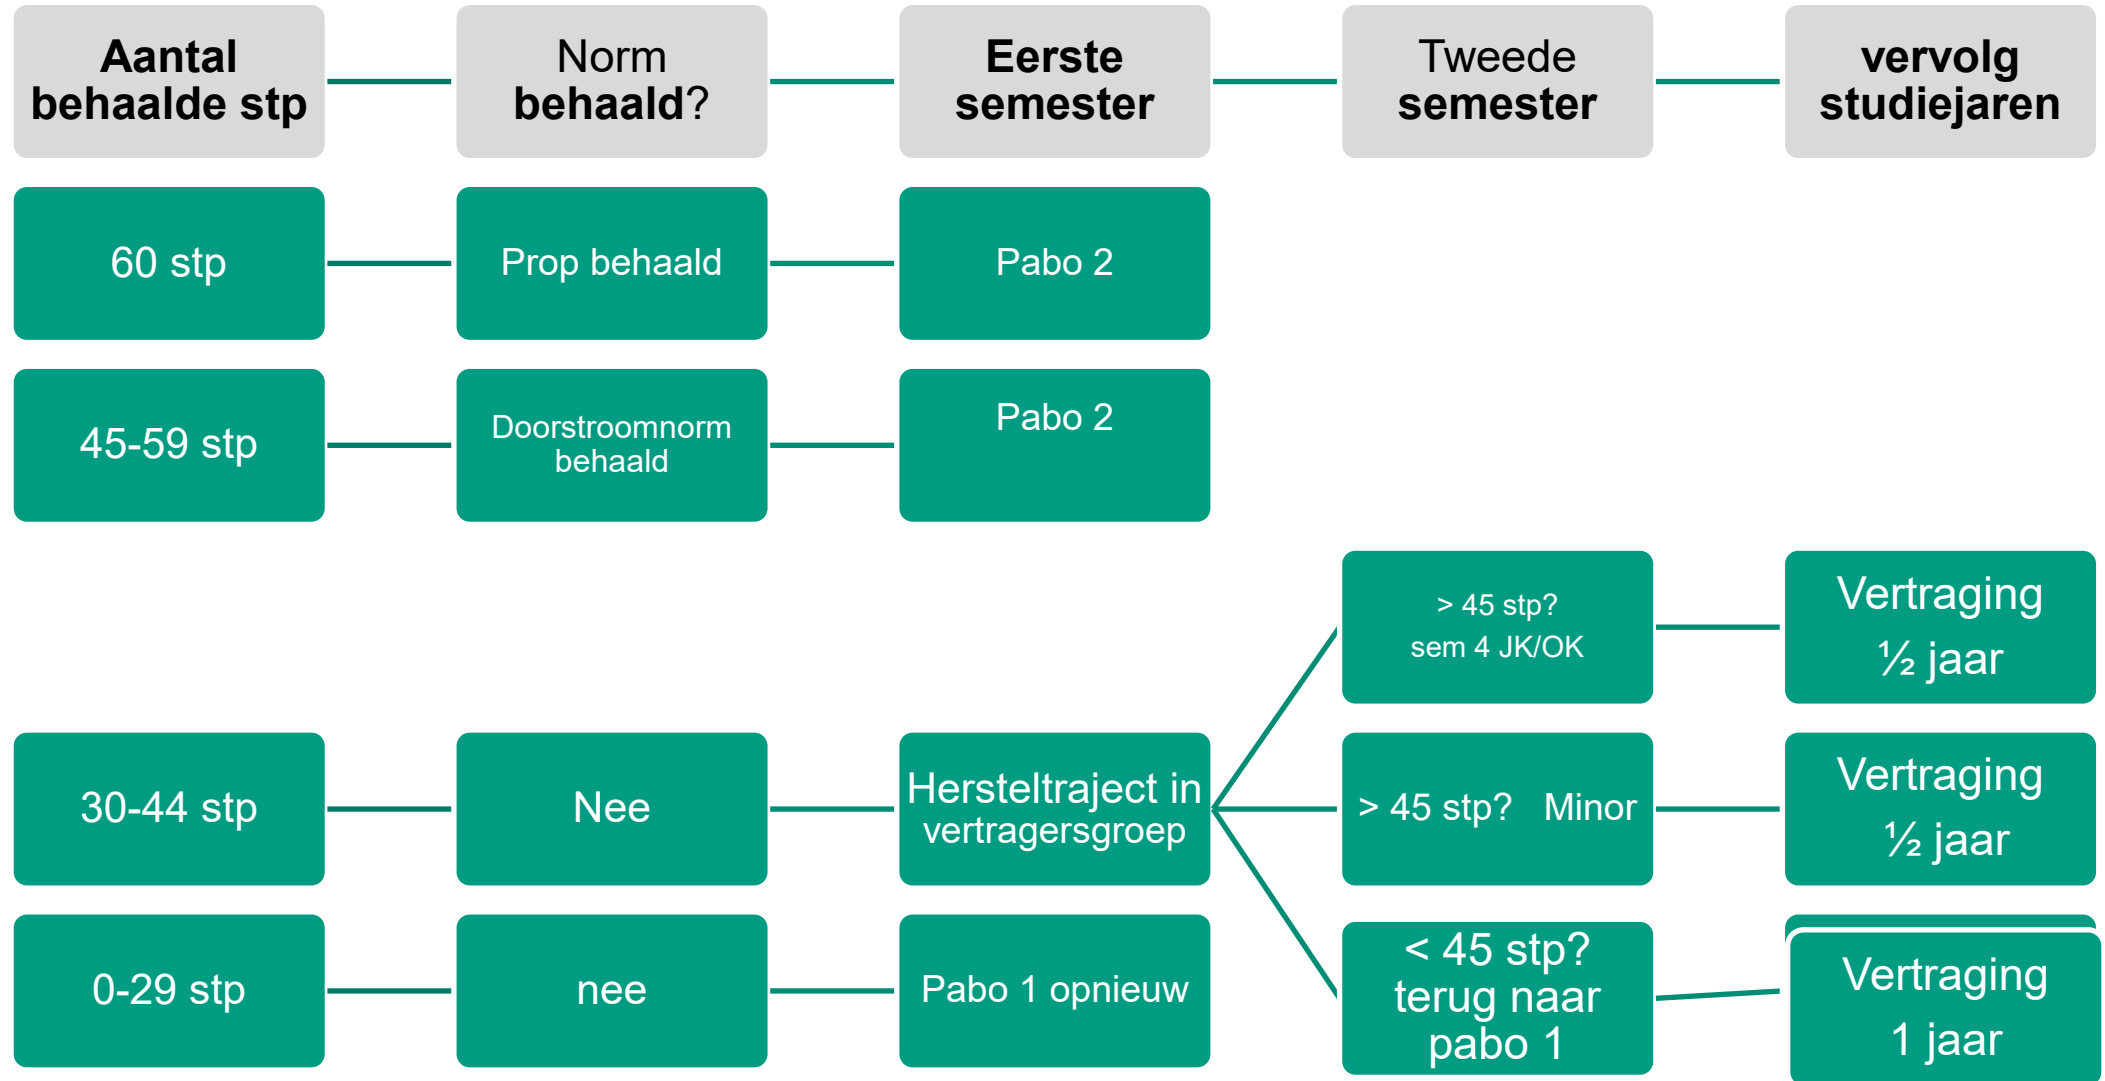 Aantal
behaalde stp
Norm
behaald?
Eerste
semester
Tweede
semester
vervolg
studiejaren
60 stp
Prop behaald
Pabo 2
45-59 stp
Doorstroomnorm
behaald
Pabo 2
> 45 stp?
sem 4 JK/OK
Vertraging
½ jaar
30-44 stp
Nee
Hersteltraject in
vertragersgroep
> 45 stp? Minor
Vertraging
½ jaar
0-29 stp
nee
Pabo 1 opnieuw
< 45 stp?
terug naar
pabo 1
Vertraging
1 jaar